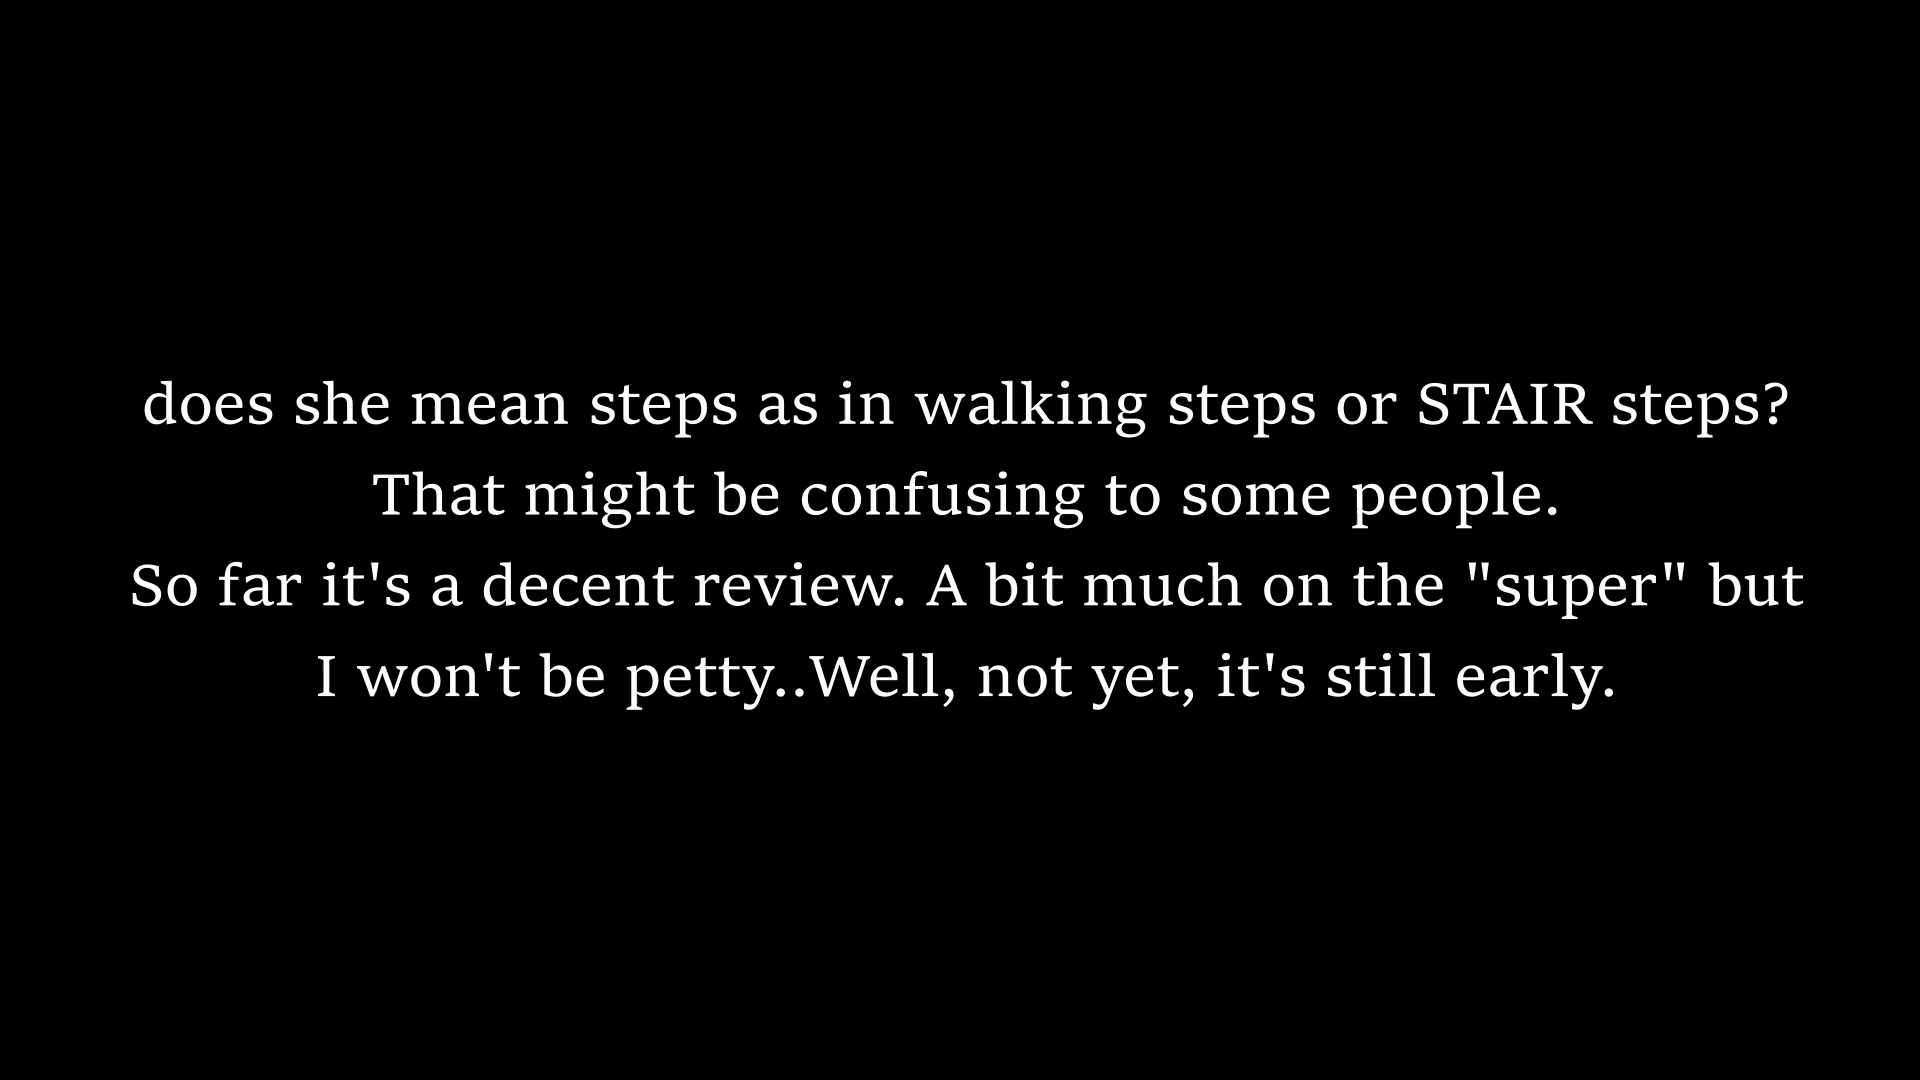 does she mean steps as in walking steps or STAIR steps?
That might be confusing to some people.
So far it's a decent review. A bit much on the "super" but
I won't be petty..Well, not yet, it's still early.